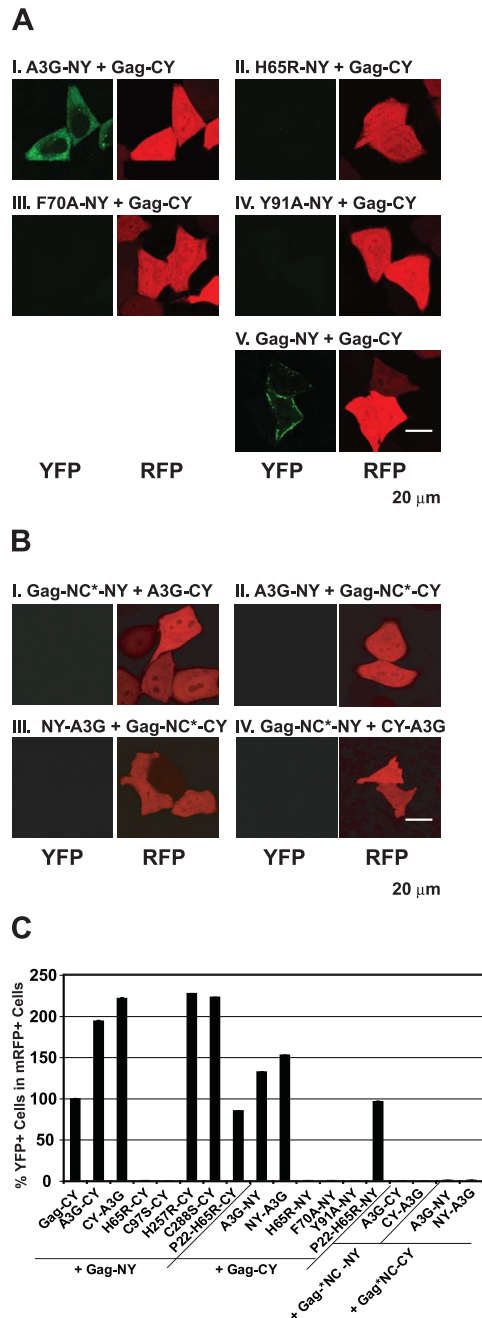 A
I. A3G-NY + Gag-CY
II. H65R-NY + Gag-CY
III. F70A-NY + Gag-CY
IV. Y91A-NY + Gag-CY
V. Gag-NY + Gag-CY
YFP
RFP
YFP
RFP
20 μm
B
I. Gag-NC*-NY + A3G-CY
II. A3G-NY + Gag-NC*-CY
III. NY-A3G + Gag-NC*-CY
IV. Gag-NC*-NY + CY-A3G
YFP
RFP
YFP
RFP
20 μm
C
% YFP+ Cells in mRFP+ Cells
250
200
150
100
50
0
Gag-CY
A3G-CY
CY-A3G
H65R-CY
C97S-CY
H257R-CY
C288S-CY
P22-H65R-CY
A3G-NY
NY-A3G
H65R-NY
F70A-NY
Y91A-NY
P22-H65R-NY
A3G-CY
CY-A3G
A3G-NY
NY-A3G
+ Gag-NY
+ Gag-CY
+ Gag-*NC -NY
+ Gag*NC-CY